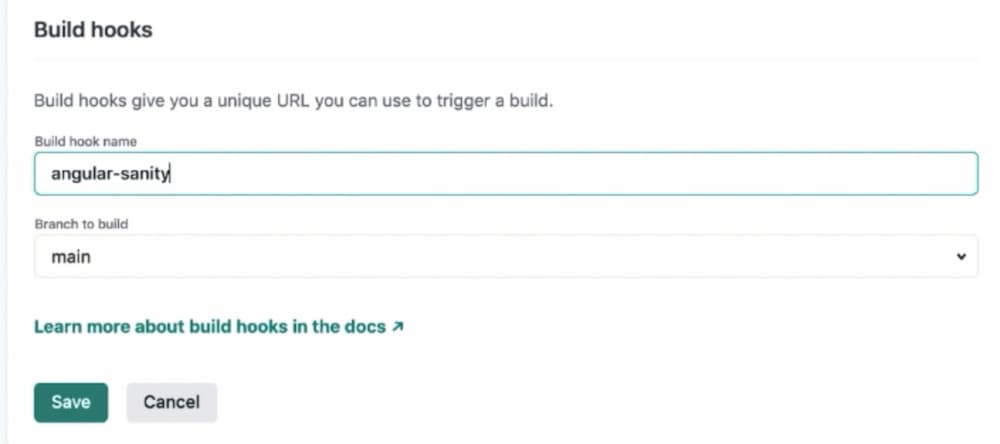 Build hooks
Build hooks give you a unique URL you can use to trigger a build.
Build hook name
angular-sanity
Branch to build
main
Learn more about build hooks in the docs ↗
Save
Cancel